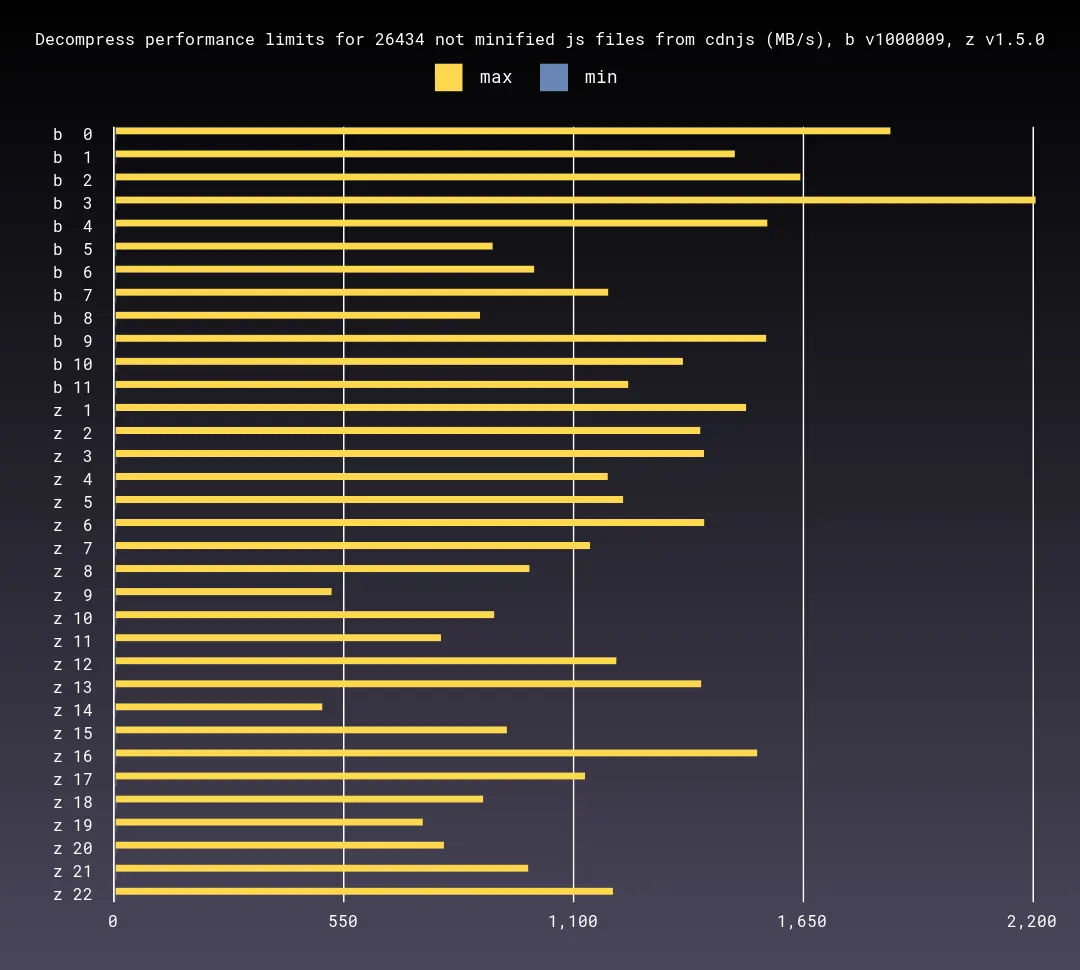 Decompress performance limits for 26434 not minified js files from cdnjs (MB/s), b v1000009, z v1.5.0
max min
b 0
b 1
b 2
b 3
b 4
b 5
b 6
b 7
b 8
b 9
b 10
b 11
z 1
z 2
z 3
z 4
z 5
z 6
z 7
z 8
z 9
z 10
z 11
z 12
z 13
z 14
z 15
z 16
z 17
z 18
z 19
z 20
z 21
z 22
0 550 1,100 1,650 2,200